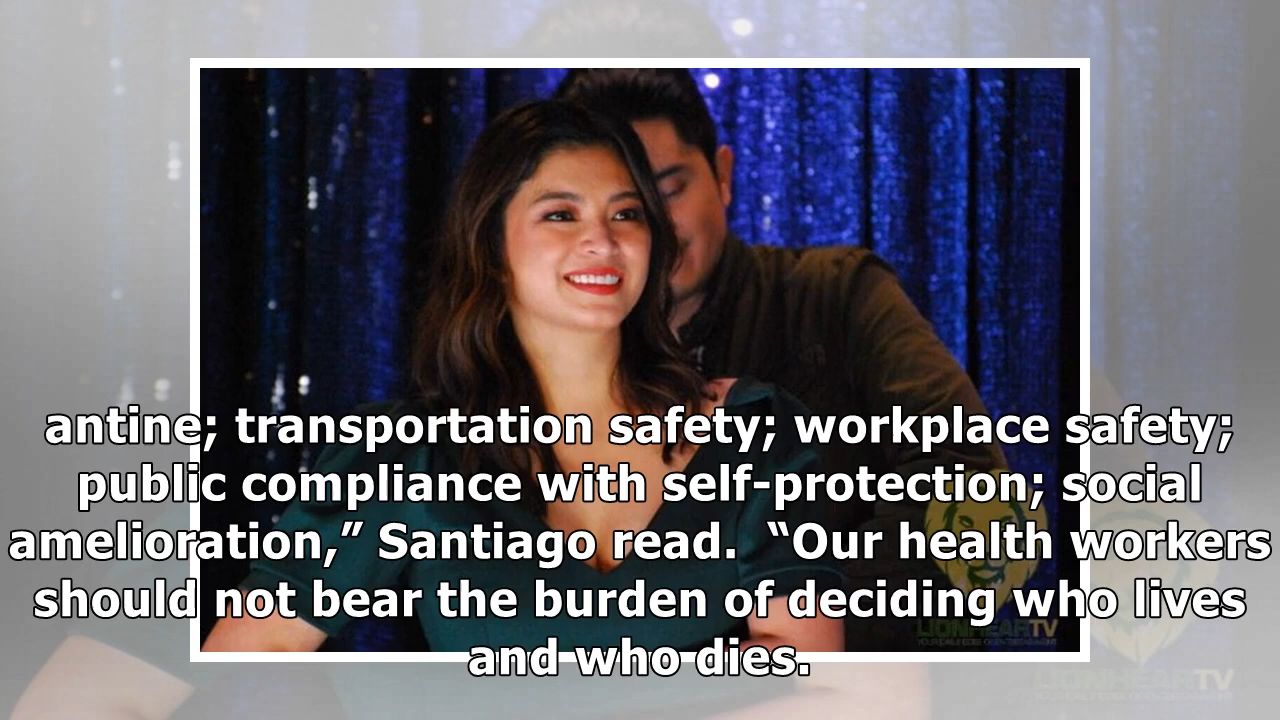 antine; transportation safety; workplace safety;
public compliance with self-protection; social
amelioration,” Santiago read.  “Our health workers
should not bear the burden of deciding who lives
and who dies.
LIONHEARTV
LIONHEARTV